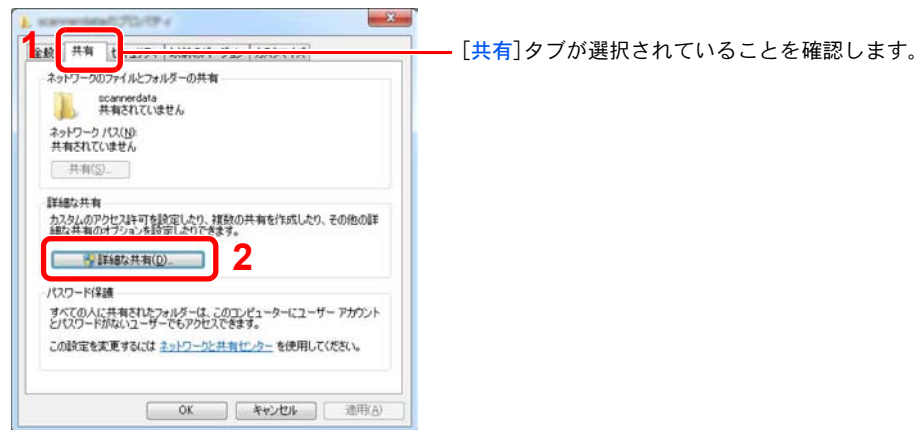 scannerdataのプロパティ
1
全般 共有
[共有]タブが選択されていることを確認します。
ネットワークのファイルとフォルダーの共有
scannerdata
共有されていません
ネットワーク パス(N):
共有されていません
共有(S)...
詳細な共有
カスタムのアクセス許可を設定したり、複数の共有を作成したり、その他の詳
細な共有のオプションを設定したりできます。
詳細な共有(D)...
2
パスワード保護
すべての人に共有されたフォルダーは、このコンピューターにユーザー アカウント
とパスワードがないユーザーでもアクセスできます。
この設定を変更するには ネットワークと共有センター を使用してください。
OK キャンセル 適用(A)